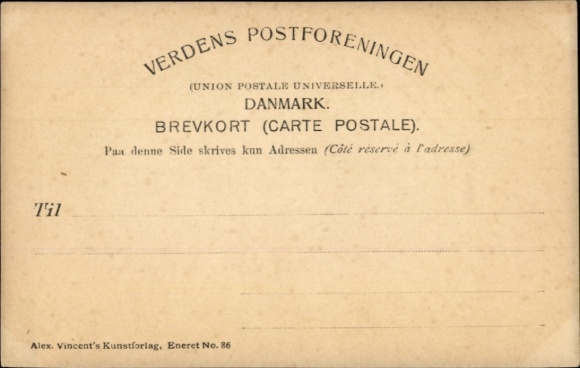 VERDENS POSTFORENINGEN
(UNION POSTALE UNIVERSELLE.)
DANMARK.
BREVKORT (CARTE POSTALE).
Paa denne Side skrives kun Adressen (Côté réservé à l'adresse)
Til
Alex. Vincent's Kunstforlag, Eneret No. 86